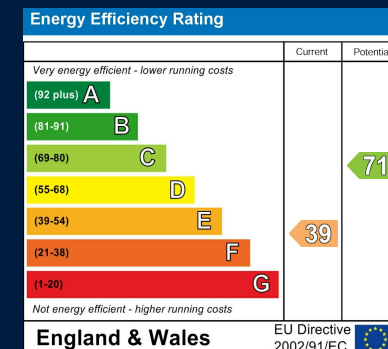 Energy Efficiency Rating
Current Potentia
Very energy efficient - lower running costs
(92 plus) A
(81-91) B
(69-80) C
71
(55-68) D
(39-54) E
39
(21-38) F
(1-20) G
Not energy efficient - higher running costs
England & Wales
EU Directive
2002/91/EC